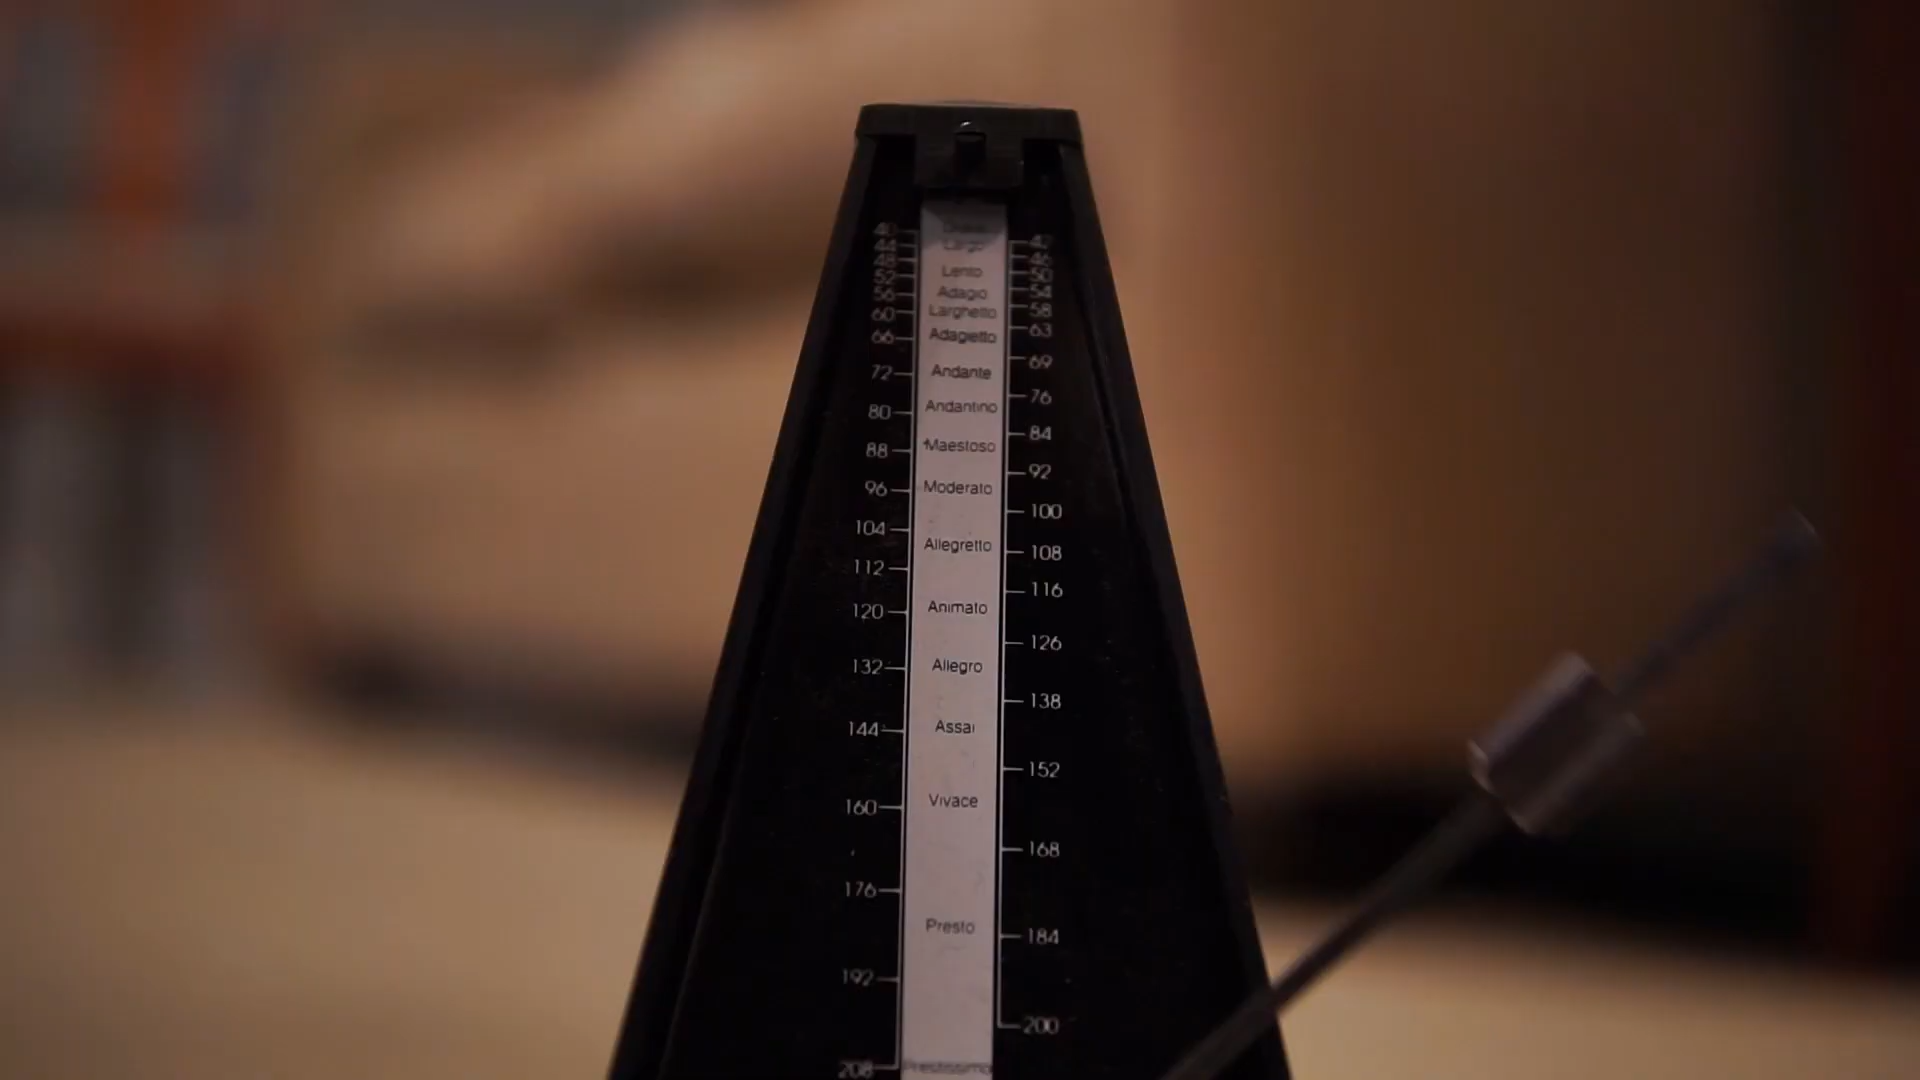 40 Grave 42
44 Largo 46
48 Lento 50
52 Adagio 54
56 Larghetto 58
60 Adagietto 63
66 Andante 69
72 Andantino 76
80 Maestoso 84
88 Moderato 92
96 Allegretto 100
104 Animato 108
112 Allegro 116
120 Assai 126
132 Vivace 138
144 Presto 152
160 Prestissimo 168
176 184
192 200
208